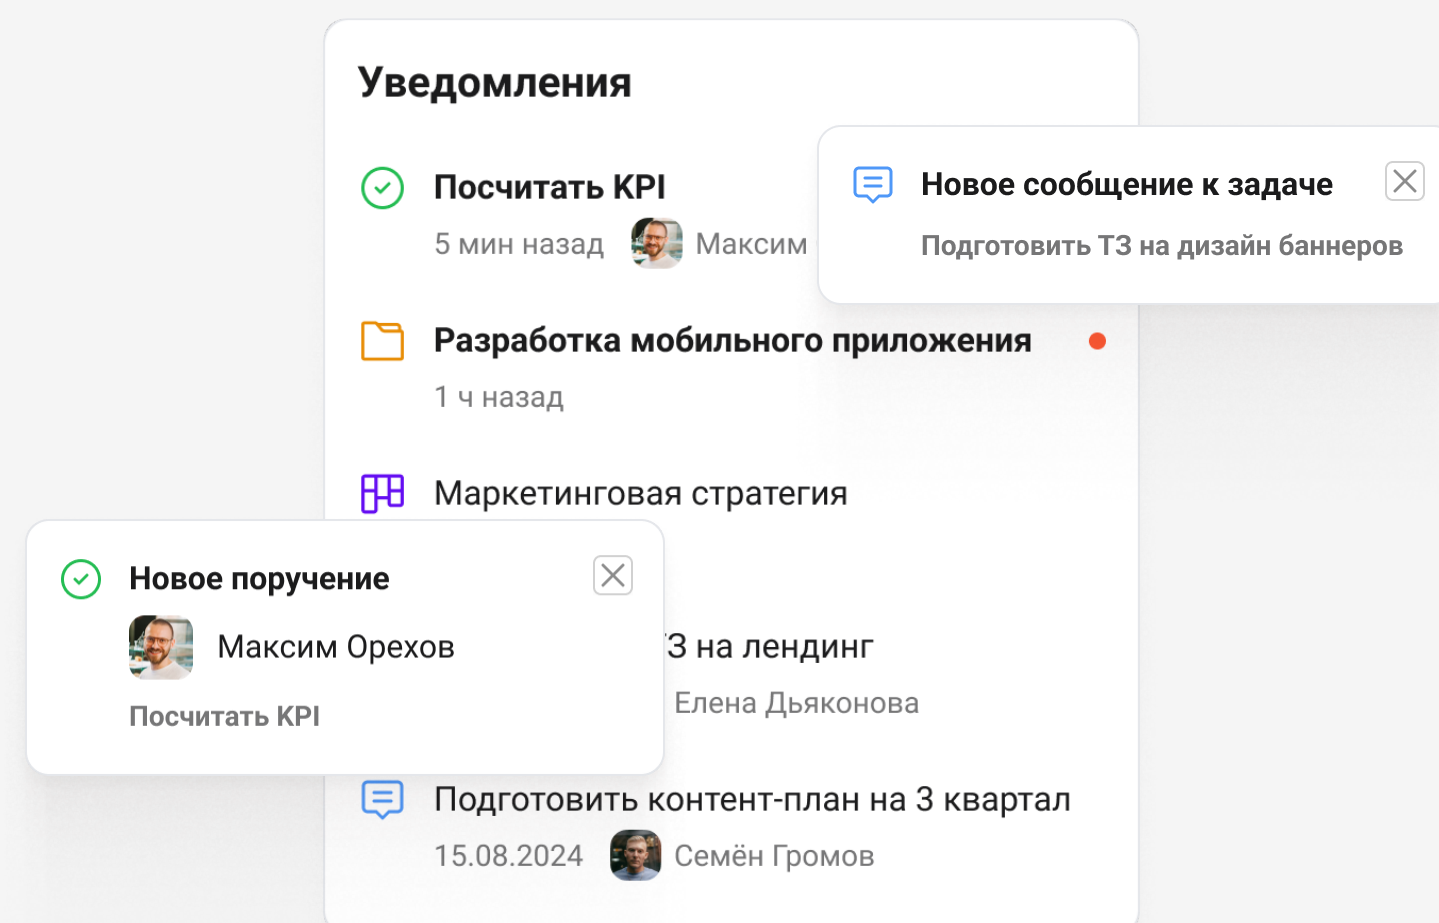 Уведомления
Посчитать KPI
5 мин назад Максим
Новое сообщение к задаче
Подготовить ТЗ на дизайн баннеров
Разработка мобильного приложения
1 ч назад
Маркетинговая стратегия
Новое поручение
Максим Орехов
Посчитать KPI
ТЗ на лендинг
Елена Дьяконова
Подготовить контент-план на 3 квартал
15.08.2024 Семён Громов